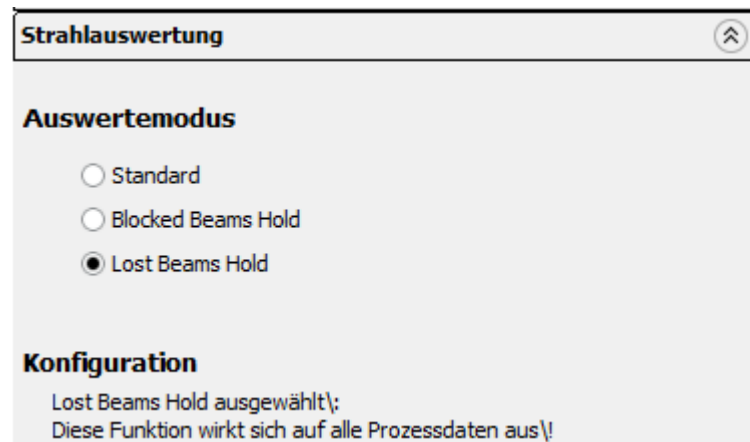 Strahlauswertung
Auswertemodus
Standard
Blocked Beams Hold
Lost Beams Hold
Konfiguration
Lost Beams Hold ausgewählt\:
Diese Funktion wirkt sich auf alle Prozessdaten aus\!